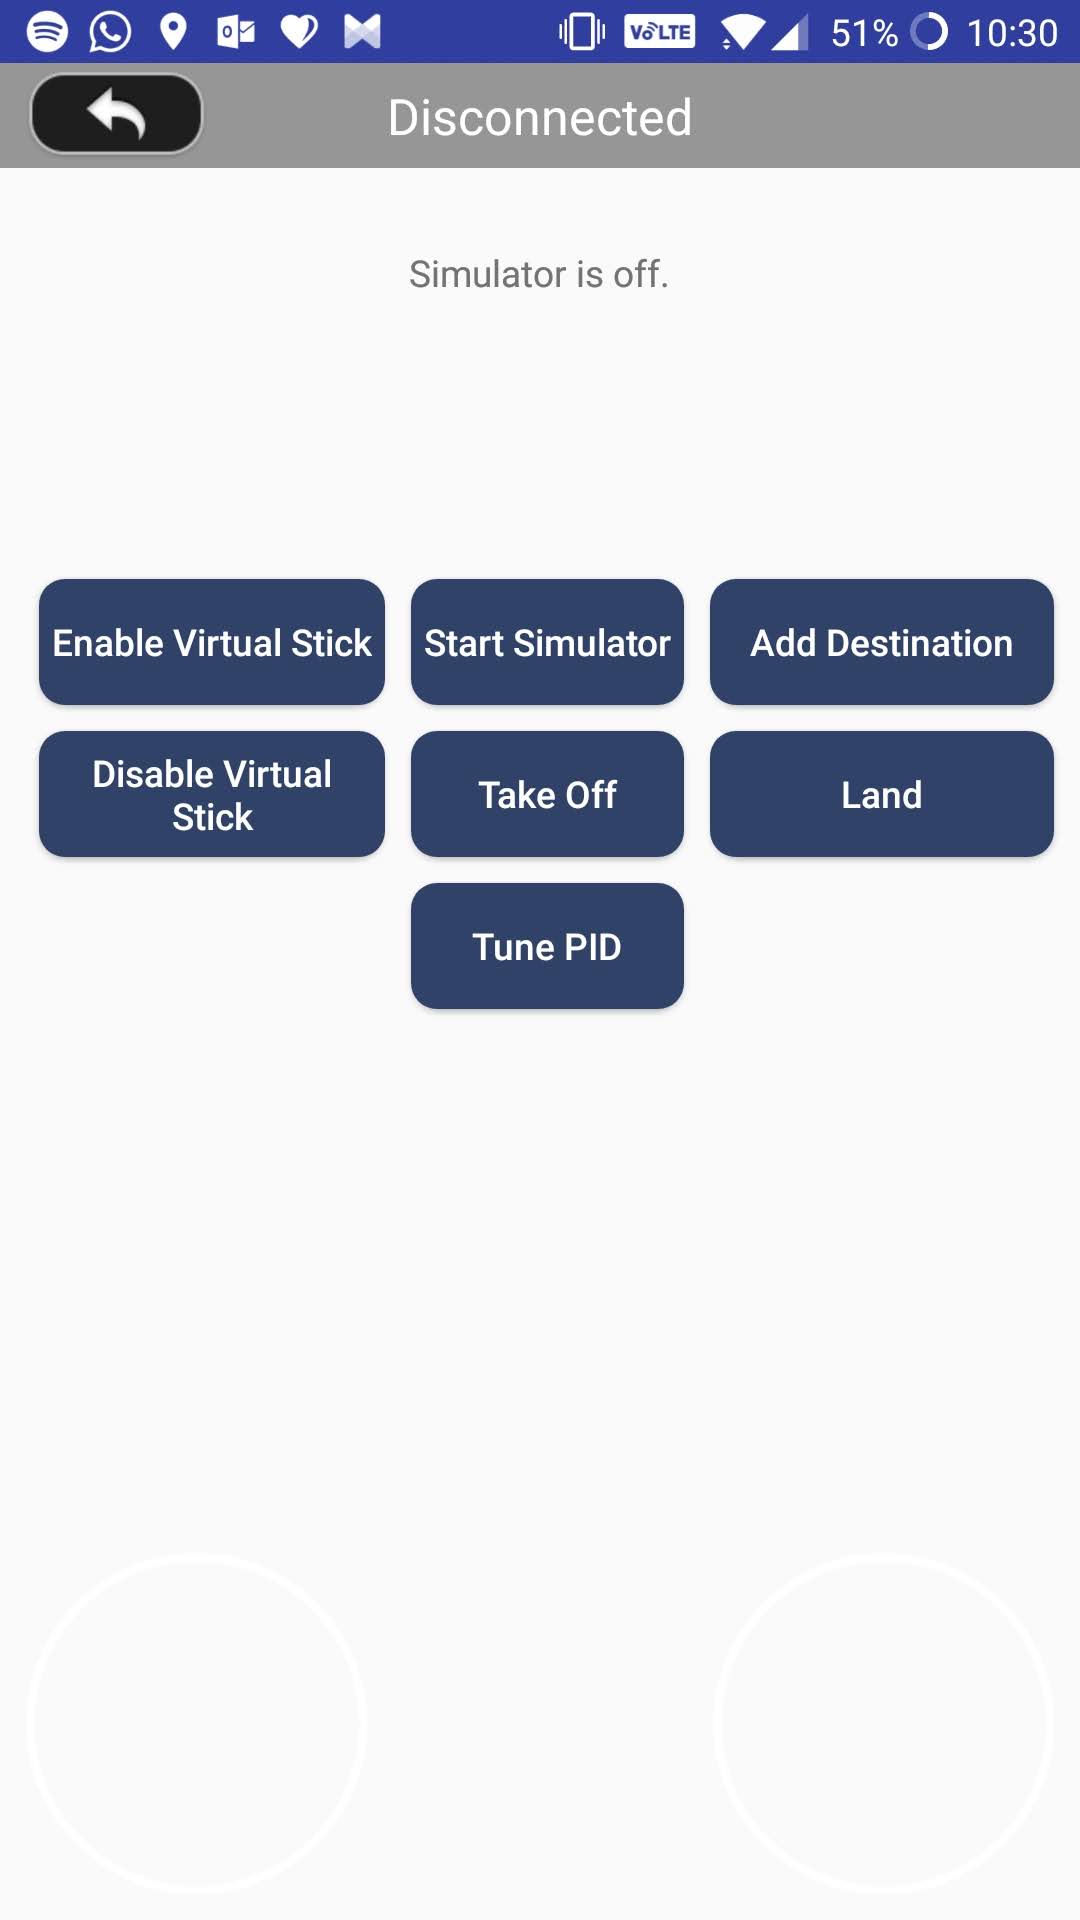 VoLTE 51% 10:30
Disconnected
Simulator is off.
Enable Virtual Stick Start Simulator Add Destination
Disable Virtual
Stick
Take Off Land
Tune PID